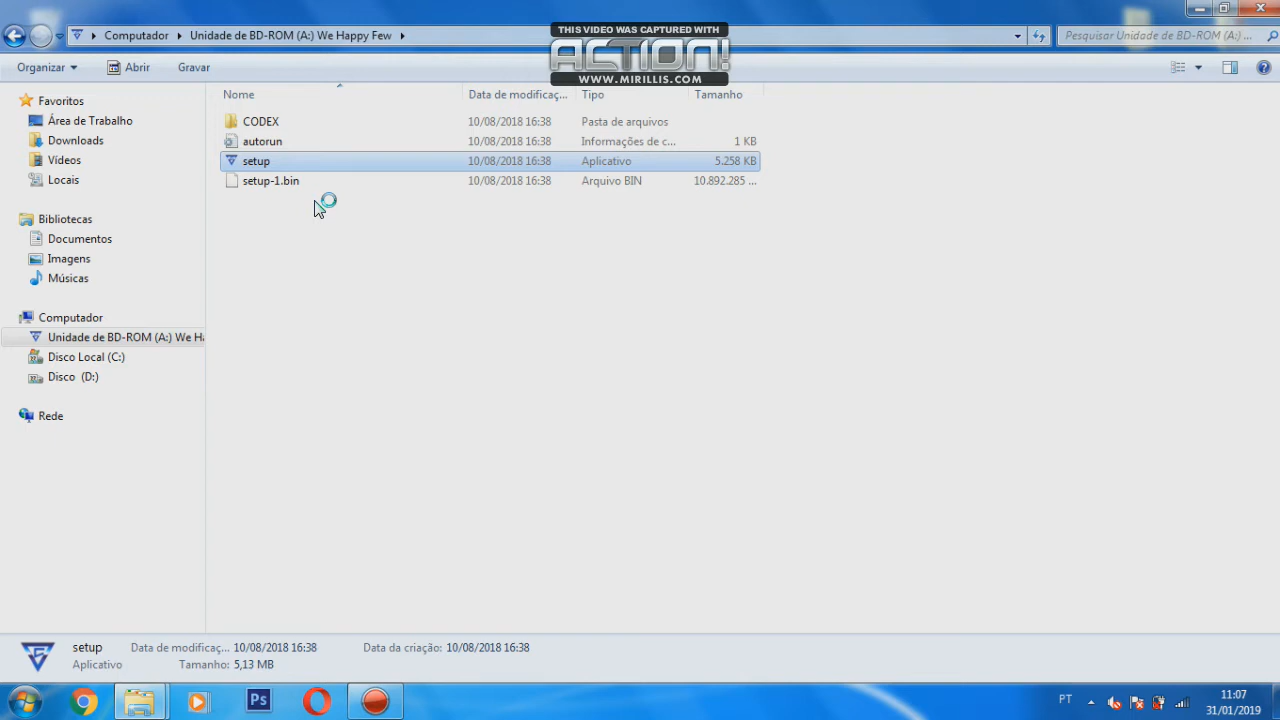 THIS VIDEO WAS CAPTURED WITH
ACTION!
WWW.MIRILLIS.COM
Computador
Unidade de BD-ROM (A:) We Happy Few
Pesquisar Unidade de BD-ROM (A:) ...
Organizar
Abrir
Gravar
Nome
Data de modificaç...
Tipo
Tamanho
CODEX
10/08/2018 16:38
Pasta de arquivos
autorun
10/08/2018 16:38
Informações de c...
1 KB
setup
10/08/2018 16:38
Aplicativo
5.258 KB
setup-1.bin
10/08/2018 16:38
Arquivo BIN
10.892.285 ...
Favoritos
Área de Trabalho
Downloads
Vídeos
Locais
Bibliotecas
Documentos
Imagens
Músicas
Computador
Unidade de BD-ROM (A:) We Ha
Disco Local (C:)
Disco (D:)
Rede
setup
Data de modificaç...
10/08/2018 16:38
Data da criação:
10/08/2018 16:38
Aplicativo
Tamanho:
5,13 MB
Ps
PT
11:07
31/01/2019